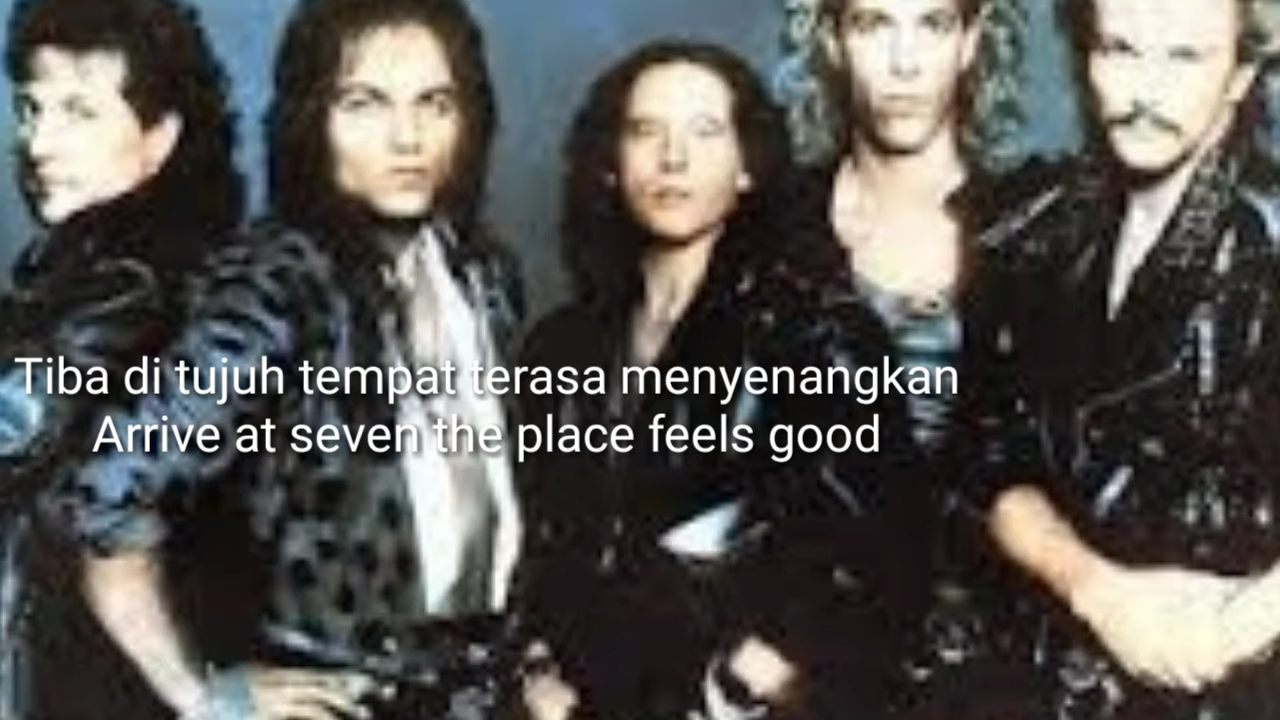 Tiba di tujuh tempat terasa menyenangkan
Arrive at seven the place feels good